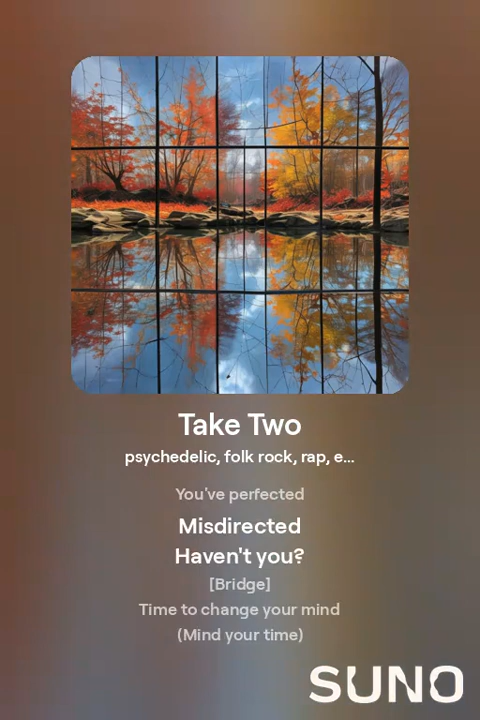 Take Two
psychedelic, folk rock, rap, e...
You've perfected
Misdirected
Haven't you?
[Bridge]
Time to change your mind
(Mind your time)
SUNO